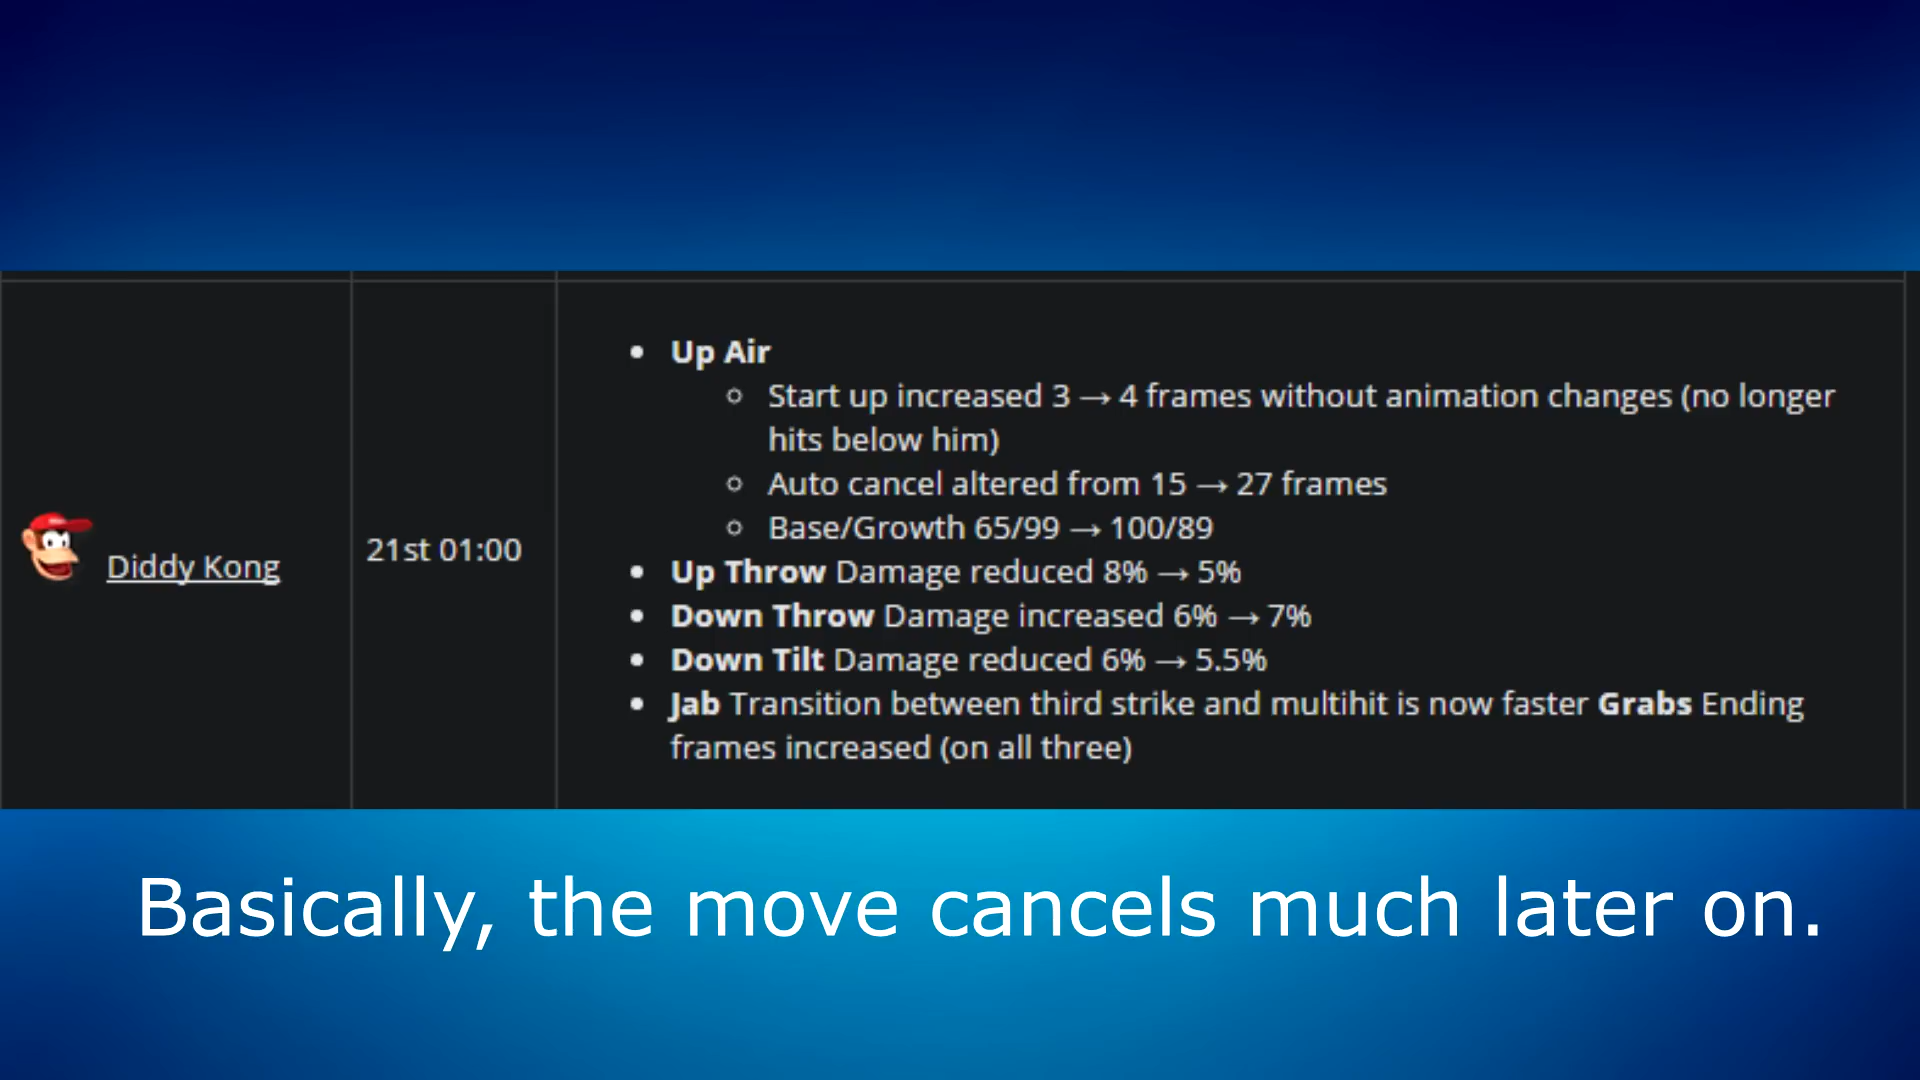 Up Air
Start up increased 3 → 4 frames without animation changes (no longer
hits below him)
Auto cancel altered from 15 → 27 frames
Base/Growth 65/99 → 100/89
Diddy Kong
21st 01:00
Up Throw Damage reduced 8% → 5%
Down Throw Damage increased 6% → 7%
Down Tilt Damage reduced 6% → 5.5%
Jab Transition between third strike and multihit is now faster Grabs Ending
frames increased (on all three)
Basically, the move cancels much later on.